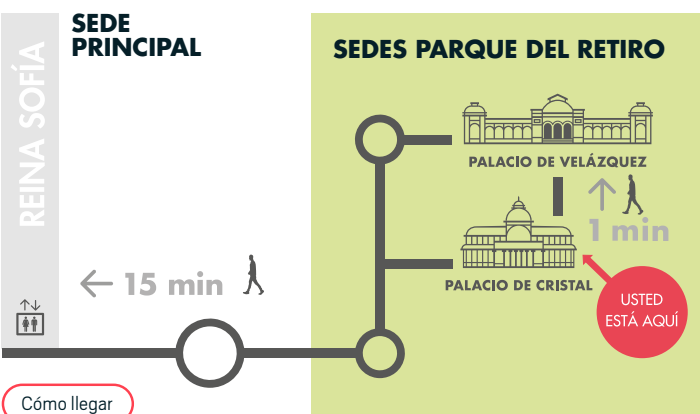 REINA SOFÍA
SEDE
PRINCIPAL
SEDES PARQUE DEL RETIRO
PALACIO DE VELÁZQUEZ
1 min
15 min
PALACIO DE CRISTAL
USTED
ESTÁ AQUÍ
Cómo llegar